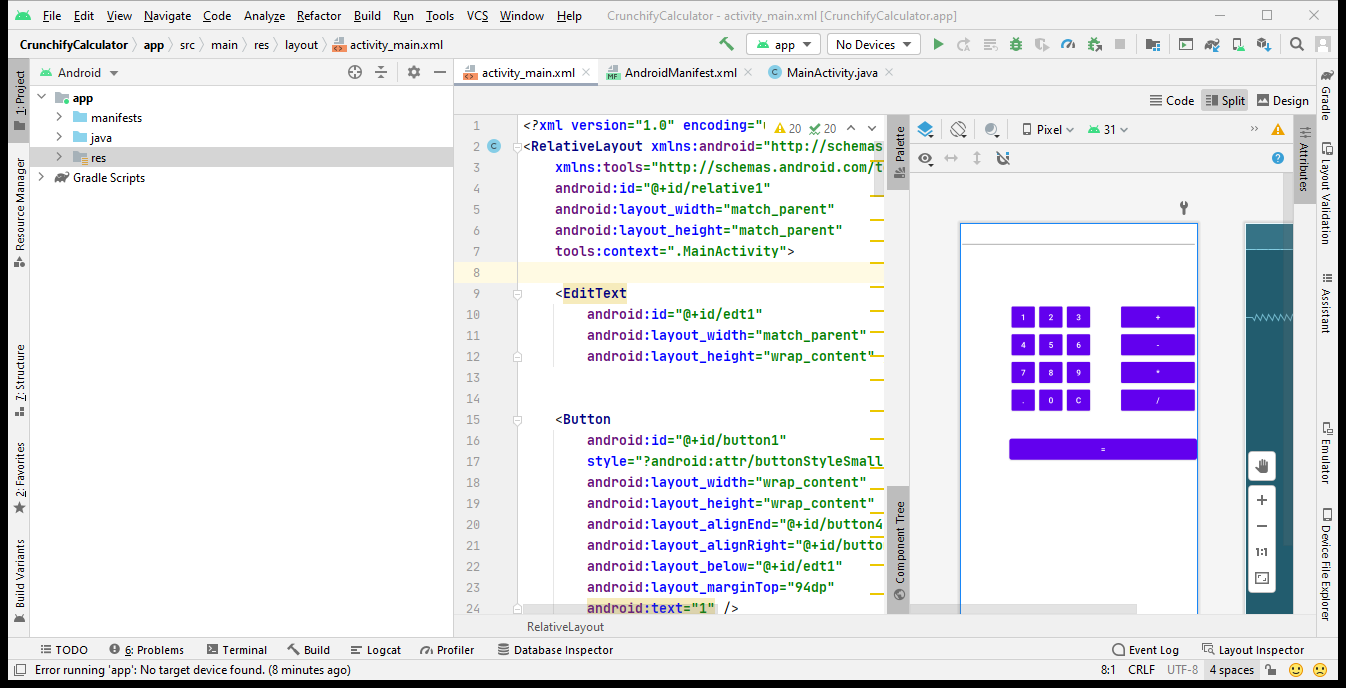 File Edit View Navigate Code Analyze Refactor Build Run Tools VCS Window Help CrunchifyCalculator - activity_main.xml [CrunchifyCalculator.app]
CrunchifyCalculator app src main res layout activity_main.xml app No Devices
1: Project
Resource Manager
7: Structure
2: Favorites
Build Variants
Android
app
manifests
java
res
Gradle Scripts
activity_main.xml AndroidManifest.xml MainActivity.java
Code Split Design
20 20
1 <?xml version="1.0" encoding="
2 <RelativeLayout xmlns:android="http://schemas
3 xmlns:tools="http://schemas.android.com/t
4 android:id="@+id/relative1"
5 android:layout_width="match_parent"
6 android:layout_height="match_parent"
7 tools:context=".MainActivity">
8
9 <EditText
10 android:id="@+id/edt1"
11 android:layout_width="match_parent"
12 android:layout_height="wrap_content"
13
14
15 <Button
16 android:id="@+id/button1"
17 style="?android:attr/buttonStyleSmall
18 android:layout_width="wrap_content"
19 android:layout_height="wrap_content"
20 android:layout_alignEnd="@+id/button4
21 android:layout_alignRight="@+id/butto
22 android:layout_below="@+id/edt1"
23 android:layout_marginTop="94dp"
24 android:text="1" />
RelativeLayout
Palette
Component Tree
Pixel 31
1 2 3 +
4 5 6 -
7 8 9 *
. 0 C /
=
1:1
Attributes
Gradle
Layout Validation
Assistant
Emulator
Device File Explorer
TODO 6: Problems Terminal Build Logcat Profiler Database Inspector Event Log Layout Inspector
Error running 'app': No target device found. (8 minutes ago) 8:1 CRLF UTF-8 4 spaces